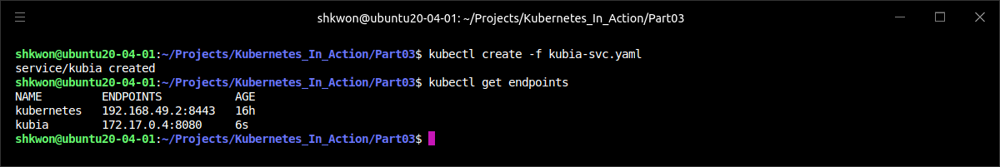 shkwon@ubuntu20-04-01: ~/Projects/Kubernetes_In_Action/Part03
shkwon@ubuntu20-04-01:~/Projects/Kubernetes_In_Action/Part03$ kubectl create -f kubia-svc.yaml
service/kubia created
shkwon@ubuntu20-04-01:~/Projects/Kubernetes_In_Action/Part03$ kubectl get endpoints
NAME         ENDPOINTS           AGE
kubernetes   192.168.49.2:8443   16h
kubia        172.17.0.4:8080     6s
shkwon@ubuntu20-04-01:~/Projects/Kubernetes_In_Action/Part03$